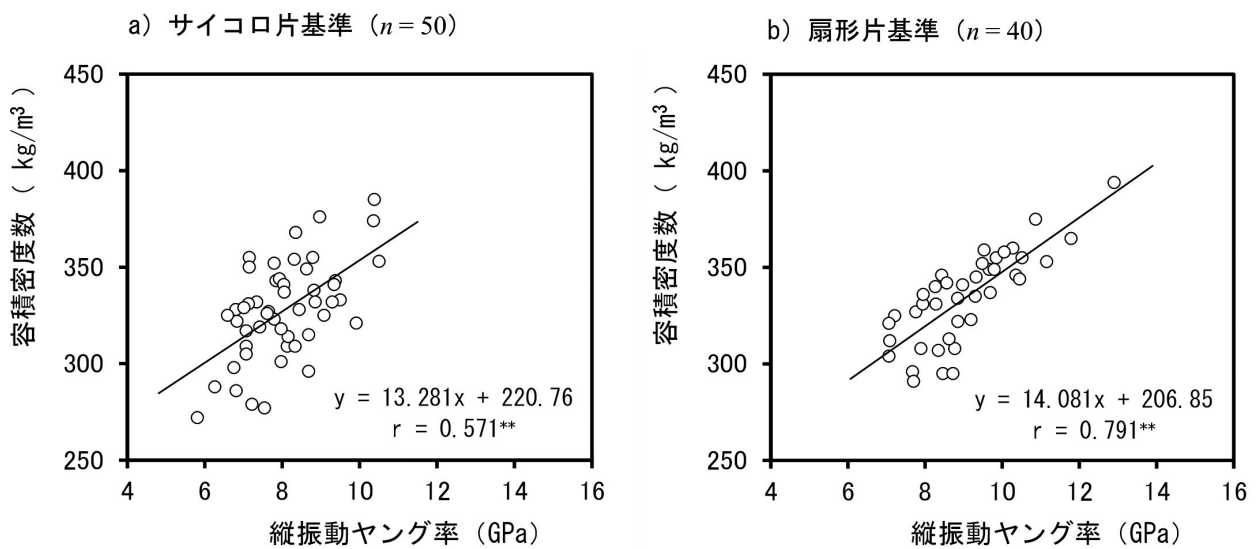 a) サイコロ片基準（n = 50）
容積密度数（ kg/m³ ）
450
400
350
300
250
y = 13.281x + 220.76
r = 0.571**
4 6 8 10 12 14 16
縦振動ヤング率（GPa）
b) 扇形片基準（n = 40）
容積密度数（ kg/m³ ）
450
400
350
300
250
y = 14.081x + 206.85
r = 0.791**
4 6 8 10 12 14 16
縦振動ヤング率（GPa）